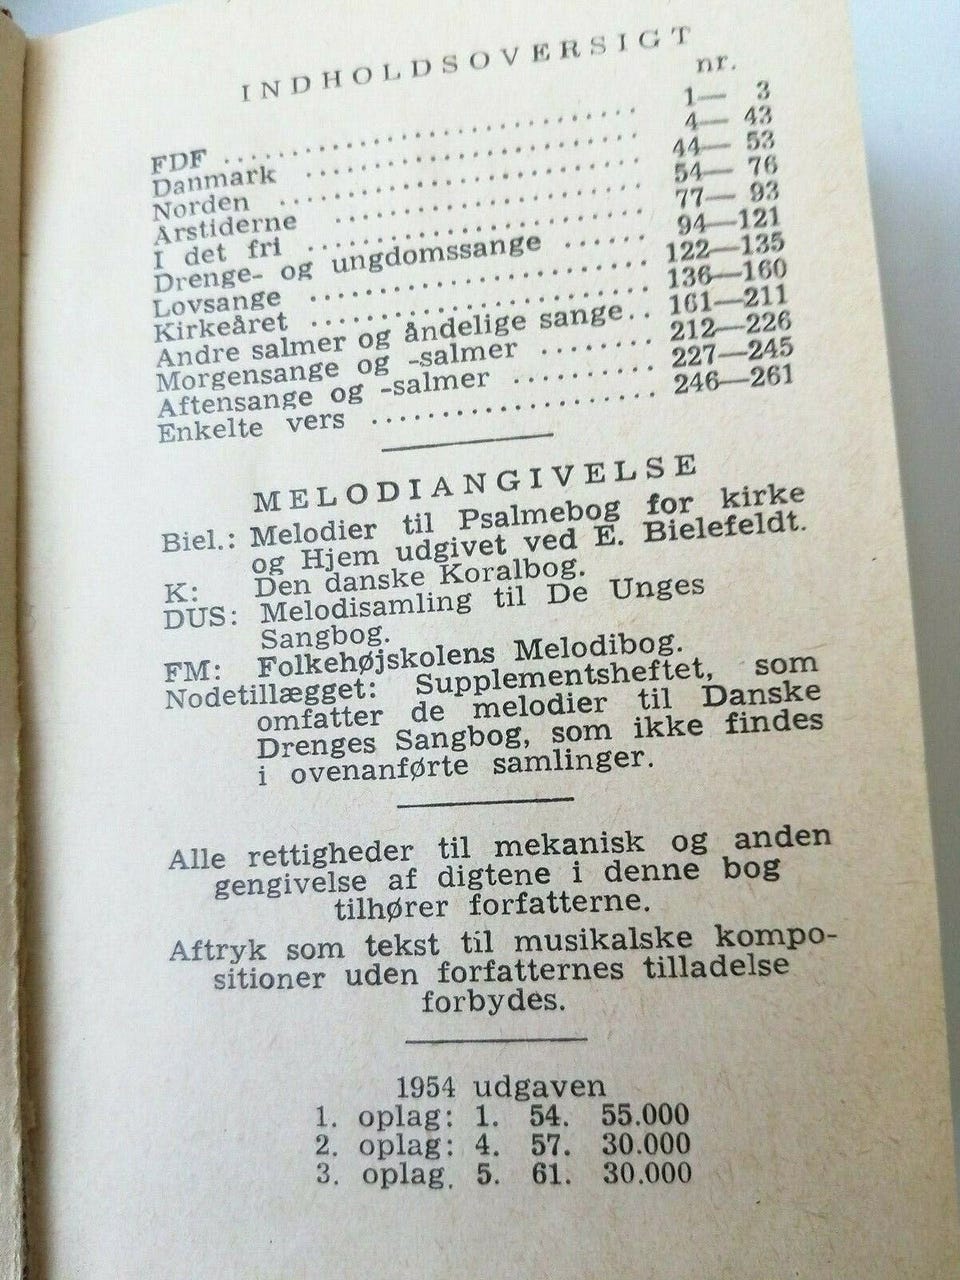 INDHOLDSOVERSIGT
nr.
FDF ........................ 1— 3
Danmark .................... 4— 43
Norden ..................... 44— 53
Årstiderne ................. 54— 76
I det fri .................. 77— 93
Drenge- og ungdomssange ...... 94—121
Lovsange ................... 122—135
Kirkeåret .................. 136—160
Andre salmer og åndelige sange.. 161—211
Morgensange og -salmer ........ 212—226
Aftensange og -salmer .......... 227—245
Enkelte vers .................. 246—261
MELODIANGIVELSE
Biel.: Melodier til Psalmebog for kirke
og Hjem udgivet ved E. Bielefeldt.
K: Den danske Koralbog.
DUS: Melodisamling til De Unges
Sangbog.
FM: Folkehøjskolens Melodibog.
Nodetillægget: Supplementsheftet, som
omfatter de melodier til Danske
Drenges Sangbog, som ikke findes
i ovenanførte samlinger.
Alle rettigheder til mekanisk og anden
gengivelse af digtene i denne bog
tilhører forfatterne.
Aftryk som tekst til musikalske kompo-
sitioner uden forfatternes tilladelse
forbydes.
1954 udgaven
1. oplag: 1. 54. 55.000
2. oplag: 4. 57. 30.000
3. oplag. 5. 61. 30.000